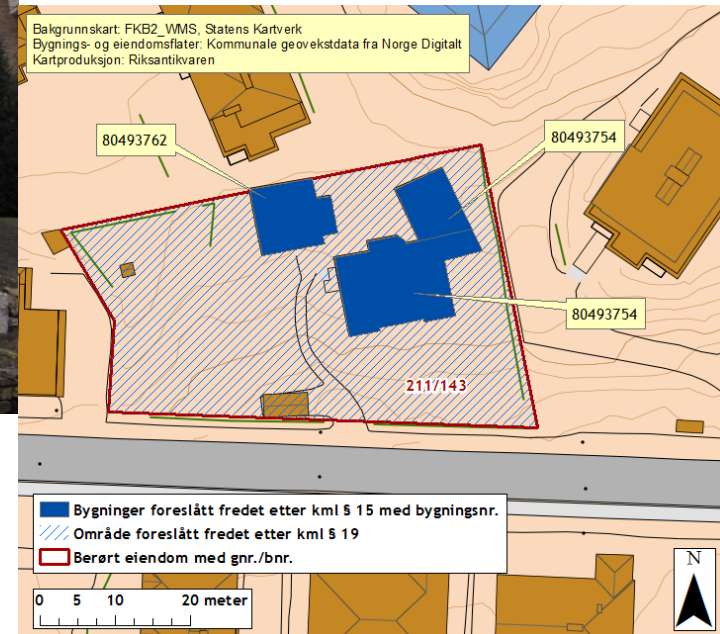 Bakgrunnskart: FKB2_WMS, Statens Kartverk
Bygnings- og eiendomsflater: Kommunale geovekstdata fra Norge Digitalt
Kartproduksjon: Riksantikvaren
80493762
80493754
80493754
211/143
Bygninger foreslått fredet etter kml § 15 med bygningsnr.
Område foreslått fredet etter kml § 19
Berørt eiendom med gnr./bnr.
0 5 10 20 meter
N